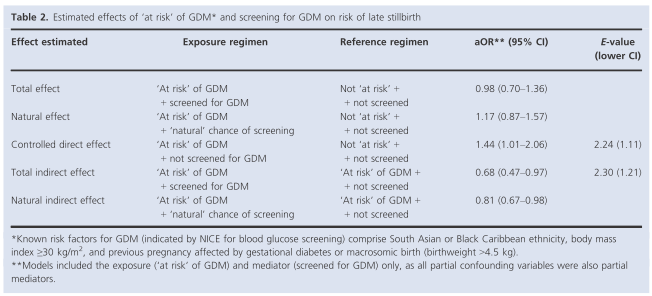 Table 2. Estimated effects of 'at risk' of GDM* and screening for GDM on risk of late stillbirth
Effect estimated Exposure regimen Reference regimen aOR** (95% CI) E-value
(lower CI)
Total effect 'At risk' of GDM Not 'at risk' + 0.98 (0.70–1.36)
+ screened for GDM + not screened
Natural effect 'At risk' of GDM Not 'at risk' + 1.17 (0.87–1.57)
+ 'natural' chance of screening + not screened
Controlled direct effect 'At risk' of GDM Not 'at risk' + 1.44 (1.01–2.06) 2.24 (1.11)
+ not screened for GDM + not screened
Total indirect effect 'At risk' of GDM 'At risk' of GDM + 0.68 (0.47–0.97) 2.30 (1.21)
+ screened for GDM + not screened
Natural indirect effect 'At risk' of GDM 'At risk' of GDM + 0.81 (0.67–0.98)
+ 'natural' chance of screening + not screened
*Known risk factors for GDM (indicated by NICE for blood glucose screening) comprise South Asian or Black Caribbean ethnicity, body mass
index ≥30 kg/m², and previous pregnancy affected by gestational diabetes or macrosomic birth (birthweight >4.5 kg).
**Models included the exposure ('at risk' of GDM) and mediator (screened for GDM) only, as all partial confounding variables were also partial
mediators.